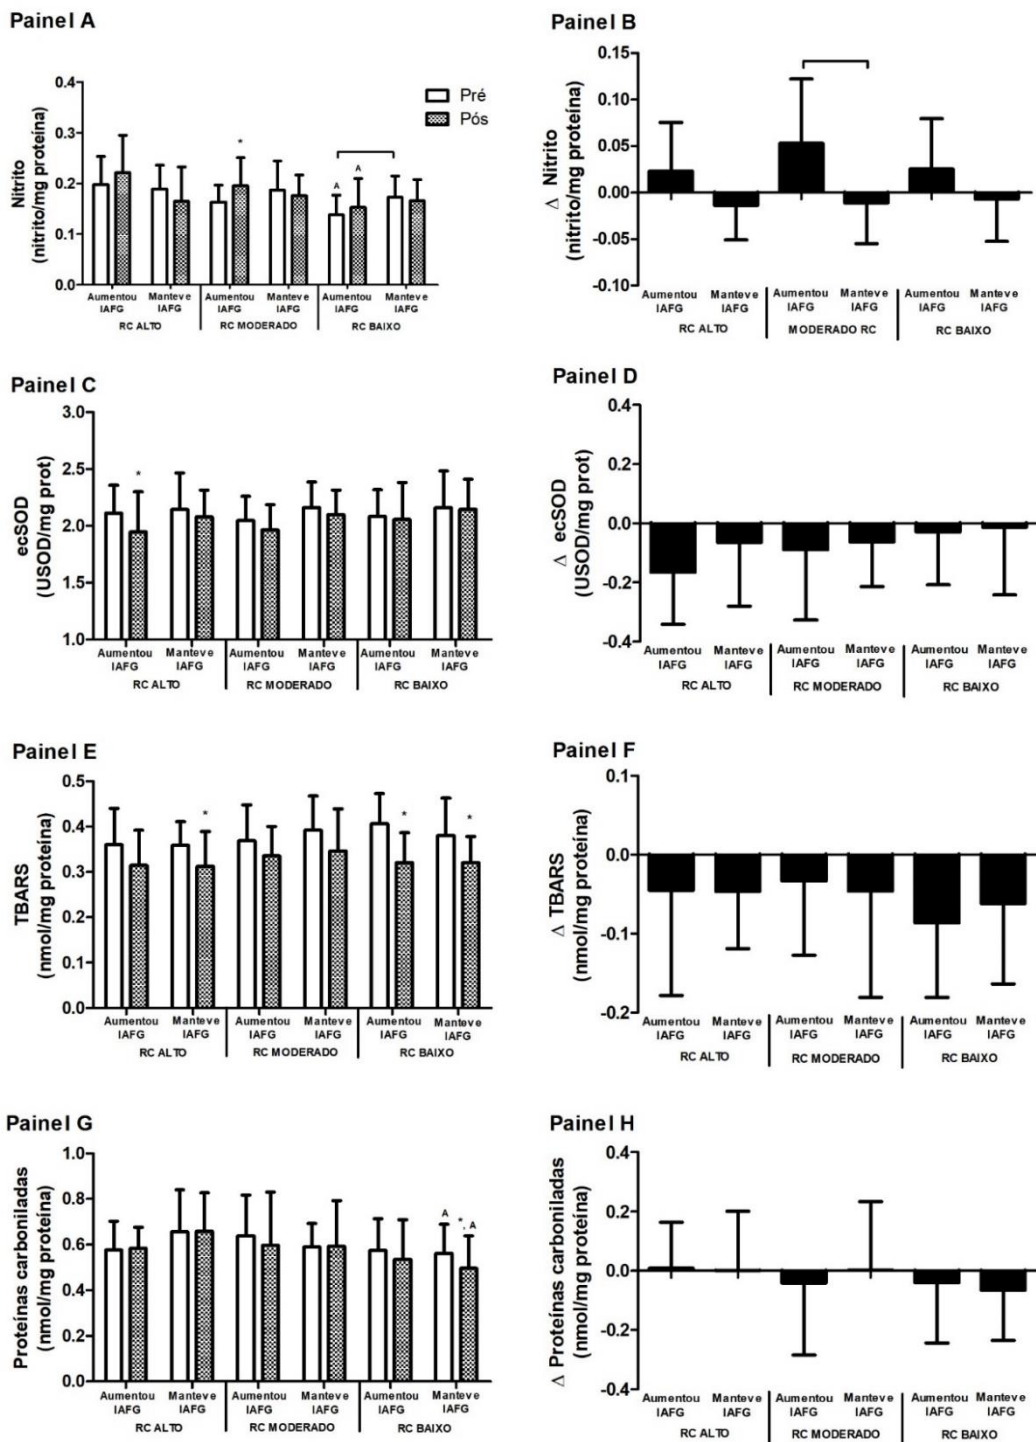 Painel A
Nitrito
(nitrito/mg proteína)
0.4
0.3
0.2
0.1
0.0
Pré
Pós
*
A A
Aumentou Manteve Aumentou Manteve Aumentou Manteve
IAFG IAFG IAFG IAFG IAFG IAFG
RC ALTO RC MODERADO RC BAIXO
Painel B
Δ Nitrito
(nitrito/mg proteína)
0.15
0.10
0.05
0.00
-0.05
-0.10
Aumentou Manteve Aumentou Manteve Aumentou Manteve
IAFG IAFG IAFG IAFG IAFG IAFG
RC ALTO MODERADO RC RC BAIXO
Painel C
ecSOD
(USOD/mg prot)
3.0
2.5
2.0
1.5
1.0
*
Aumentou Manteve Aumentou Manteve Aumentou Manteve
IAFG IAFG IAFG IAFG IAFG IAFG
RC ALTO RC MODERADO RC BAIXO
Painel D
Δ ecSOD
(USOD/mg prot)
0.4
0.2
0.0
-0.2
-0.4
Aumentou Manteve Aumentou Manteve Aumentou Manteve
IAFG IAFG IAFG IAFG IAFG IAFG
RC ALTO RC MODERADO RC BAIXO
Painel E
TBARS
(nmol/mg proteína)
0.5
0.4
0.3
0.2
0.1
0.0
* * *
Aumentou Manteve Aumentou Manteve Aumentou Manteve
IAFG IAFG IAFG IAFG IAFG IAFG
RC ALTO RC MODERADO RC BAIXO
Painel F
Δ TBARS
(nmol/mg proteína)
0.1
0.0
-0.1
-0.2
Aumentou Manteve Aumentou Manteve Aumentou Manteve
IAFG IAFG IAFG IAFG IAFG IAFG
RC ALTO RC MODERADO RC BAIXO
Painel G
Proteínas carboniladas
(nmol/mg proteína)
1.0
0.8
0.6
0.4
0.2
0.0
A *, A
Aumentou Manteve Aumentou Manteve Aumentou Manteve
IAFG IAFG IAFG IAFG IAFG IAFG
RC ALTO RC MODERADO RC BAIXO
Painel H
Δ Proteínas carboniladas
(nmol/mg proteína)
0.4
0.2
0.0
-0.2
-0.4
Aumentou Manteve Aumentou Manteve Aumentou Manteve
IAFG IAFG IAFG IAFG IAFG IAFG
RC ALTO RC MODERADO RC BAIXO